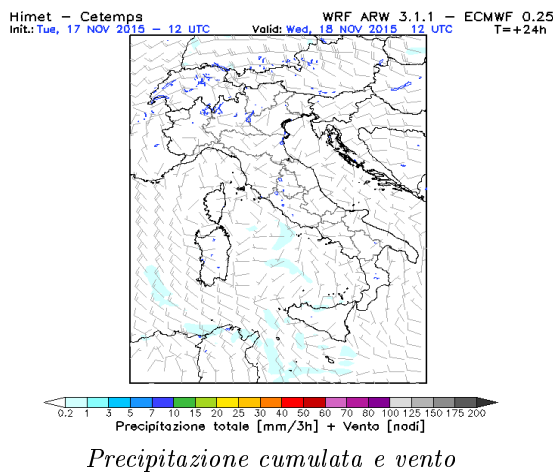 Himet – Cetemps WRF ARW 3.1.1 – ECMWF 0.25
Init.: Tue, 17 NOV 2015 – 12 UTC Valid: Wed, 18 NOV 2015 12 UTC T=+24h
0.2 1 3 5 7 10 15 20 25 30 40 50 60 70 80 100 125 150 175 200
Precipitazione totale [mm/3h] + Vento [nodi]
Precipitazione cumulata e vento